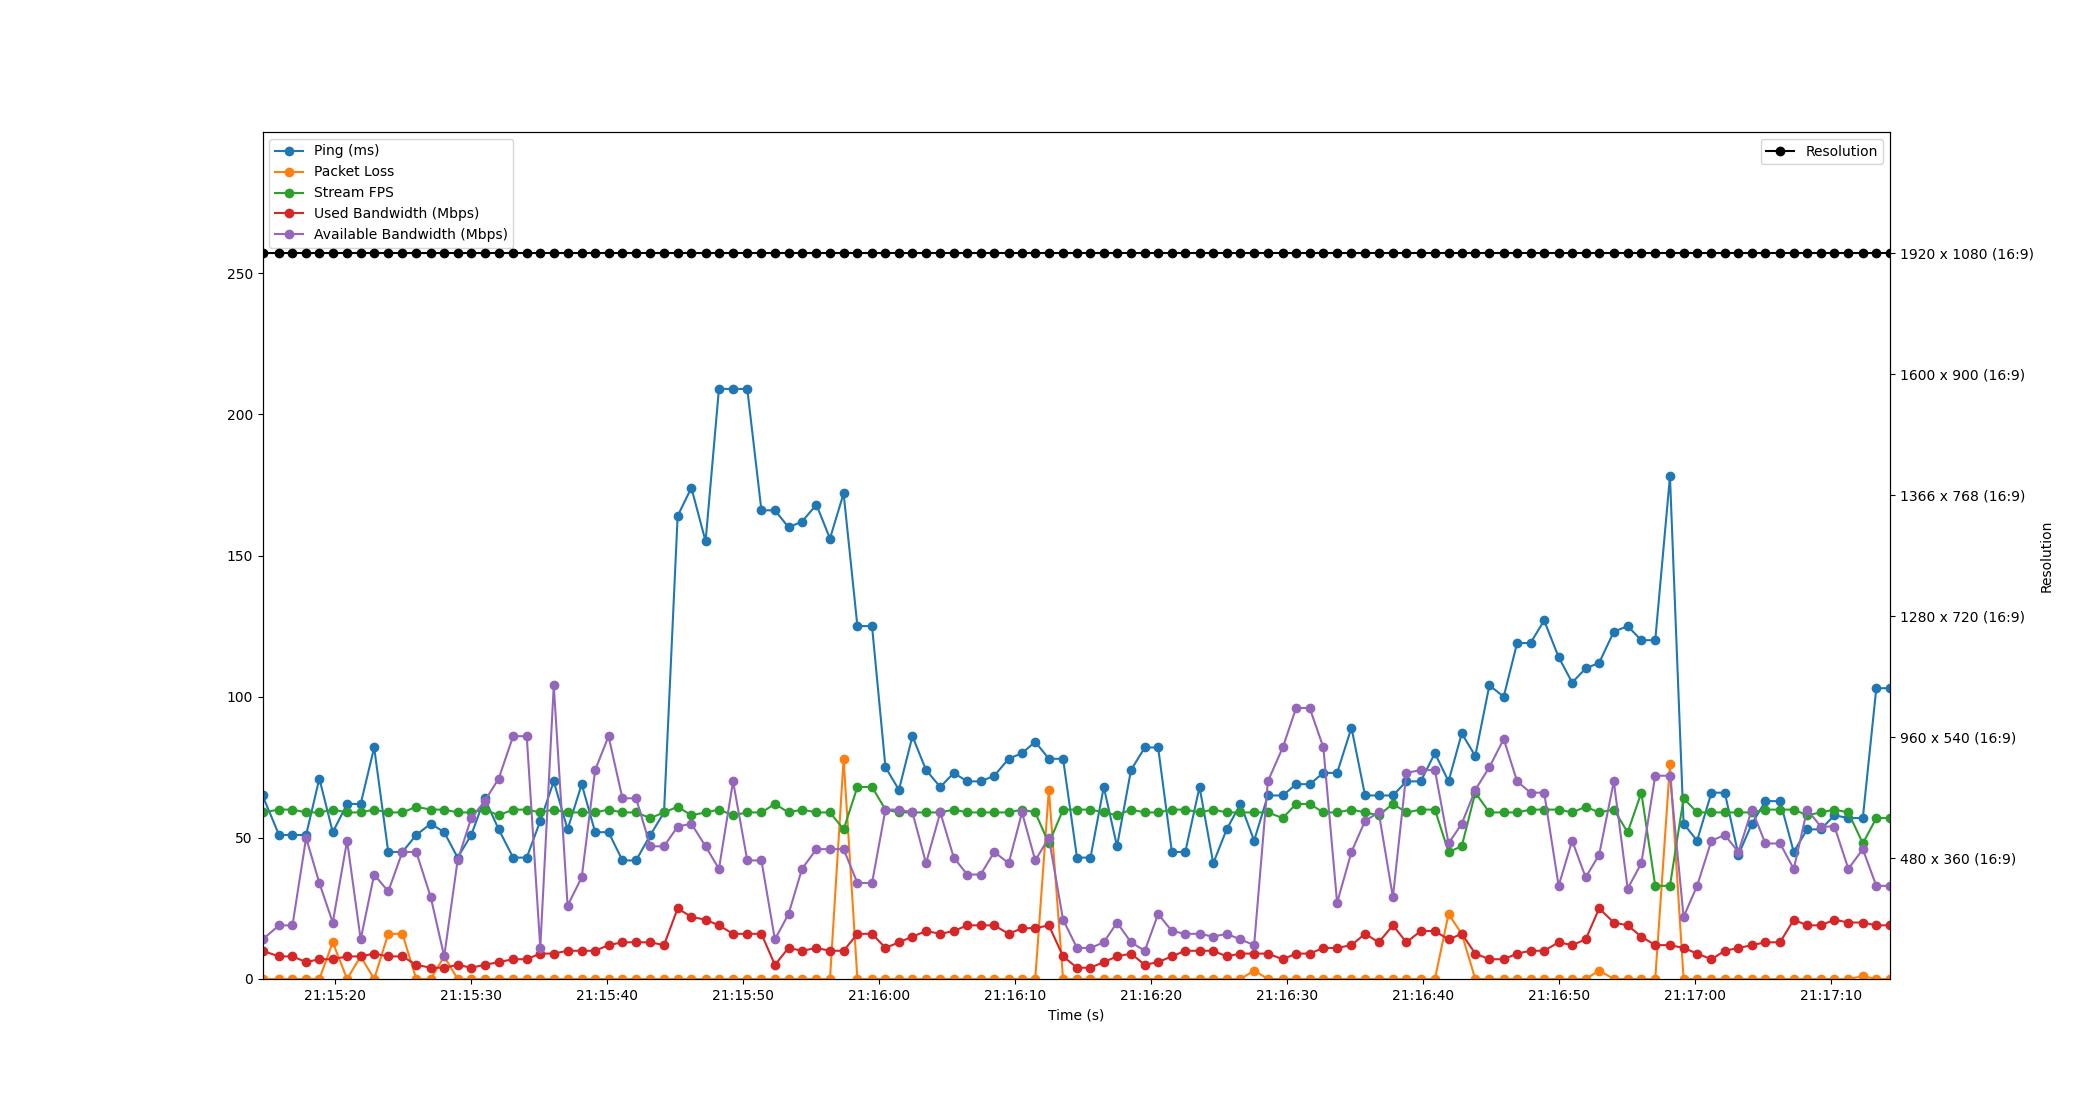 Ping (ms)
Packet Loss
Stream FPS
Used Bandwidth (Mbps)
Available Bandwidth (Mbps)
Resolution
250
200
150
100
50
0
1920 x 1080 (16:9)
1600 x 900 (16:9)
1366 x 768 (16:9)
1280 x 720 (16:9)
960 x 540 (16:9)
480 x 360 (16:9)
Resolution
21:15:20 21:15:30 21:15:40 21:15:50 21:16:00 21:16:10 21:16:20 21:16:30 21:16:40 21:16:50 21:17:00 21:17:10
Time (s)